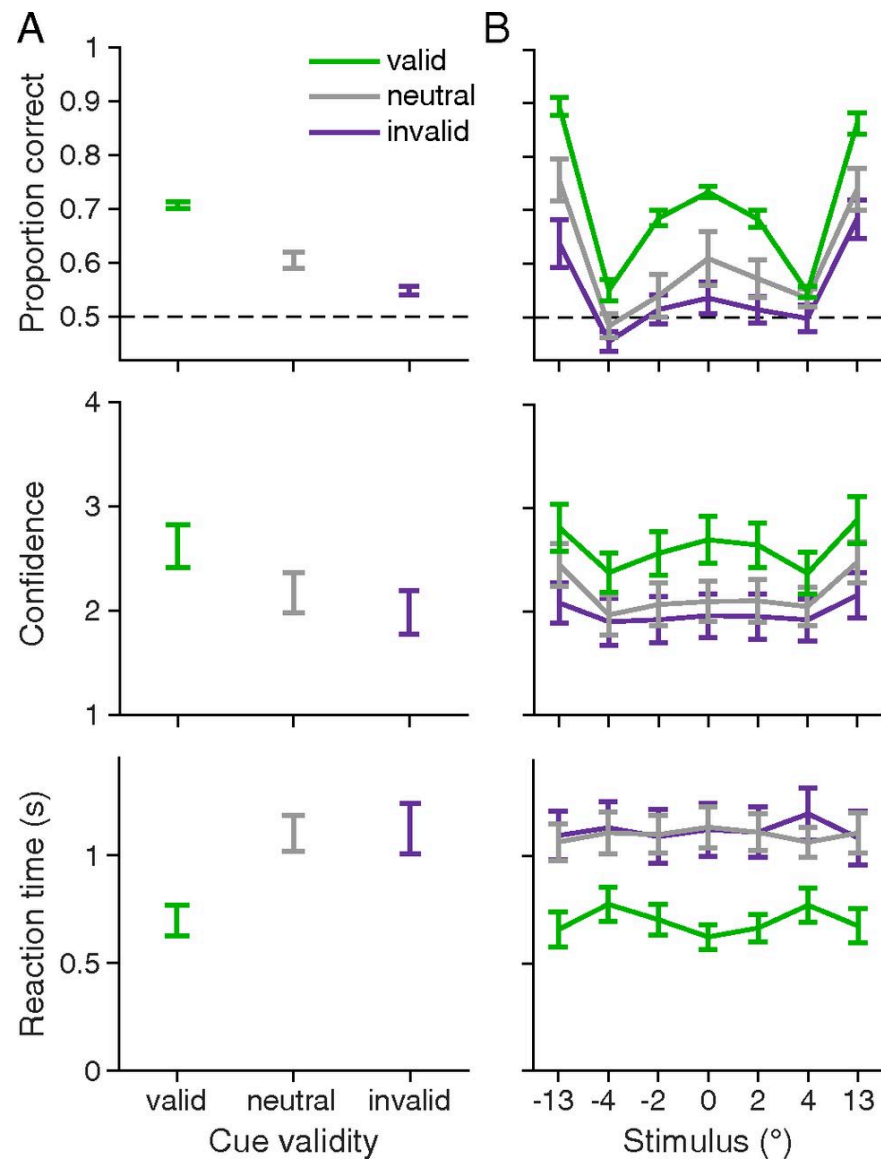 A
B
Proportion correct
1
0.9
0.8
0.7
0.6
0.5
valid
neutral
invalid
Confidence
4
3
2
1
Reaction time (s)
1
0.5
0
valid neutral invalid
Cue validity
-13 -4 -2 0 2 4 13
Stimulus (°)